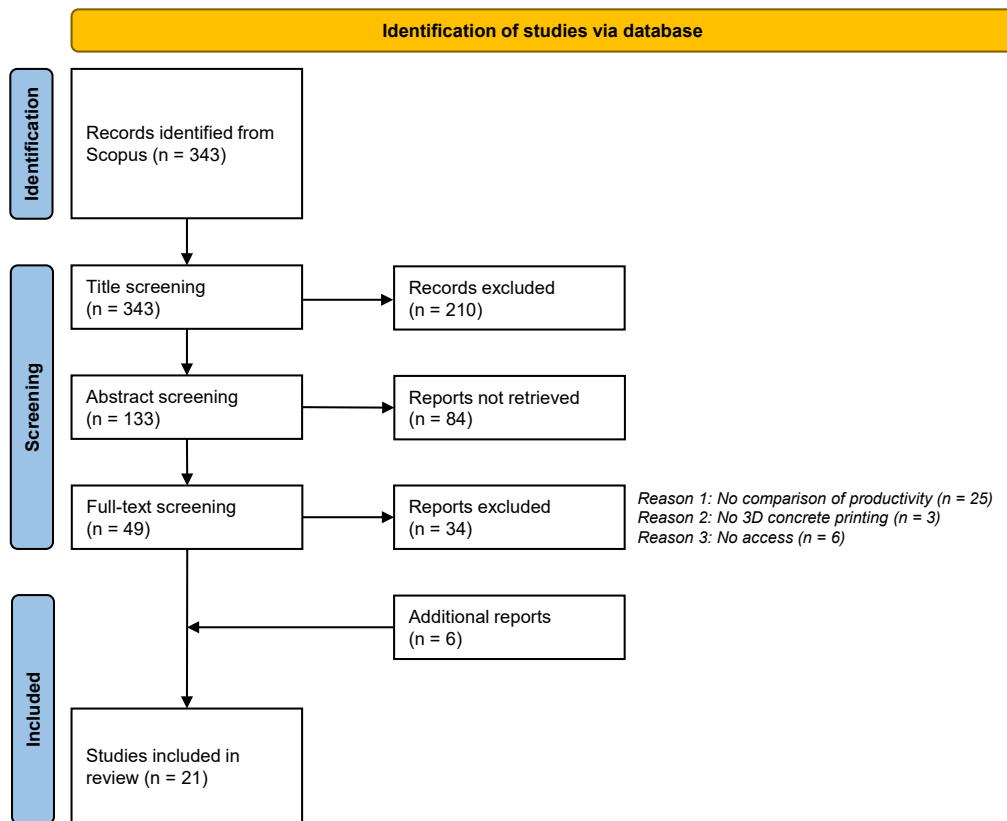 Identification of studies via database
Identification
Records identified from
Scopus (n = 343)
Screening
Title screening
(n = 343)
Records excluded
(n = 210)
Abstract screening
(n = 133)
Reports not retrieved
(n = 84)
Full-text screening
(n = 49)
Reports excluded
(n = 34)
Reason 1: No comparison of productivity (n = 25)
Reason 2: No 3D concrete printing (n = 3)
Reason 3: No access (n = 6)
Included
Additional reports
(n = 6)
Studies included in
review (n = 21)